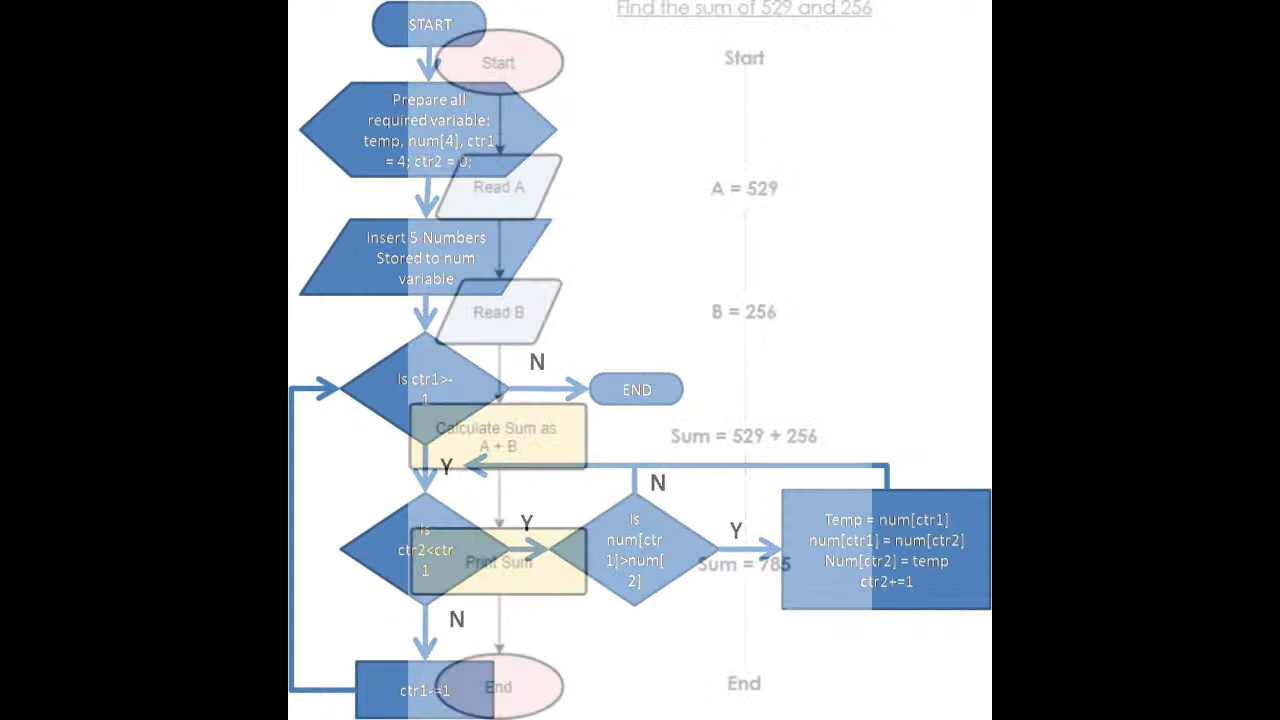 Find the sum of 529 and 256
START
Start
Start
Prepare all
required variable:
temp, num[4], ctr1
= 4; ctr2 = 0;
Read A
A = 529
Insert 5 Numbers
Stored to num
variable
Read B
B = 256
N
Is ctr1>-
1
END
Calculate Sum as
A + B
Sum = 529 + 256
Y
N
Is
ctr2<ctr
1
Y
Is
num[ctr
1]>num[
2]
Y
Temp = num[ctr1]
num[ctr1] = num[ctr2]
Num[ctr2] = temp
ctr2+=1
Print Sum
Sum = 785
N
ctr1-=1
End
End